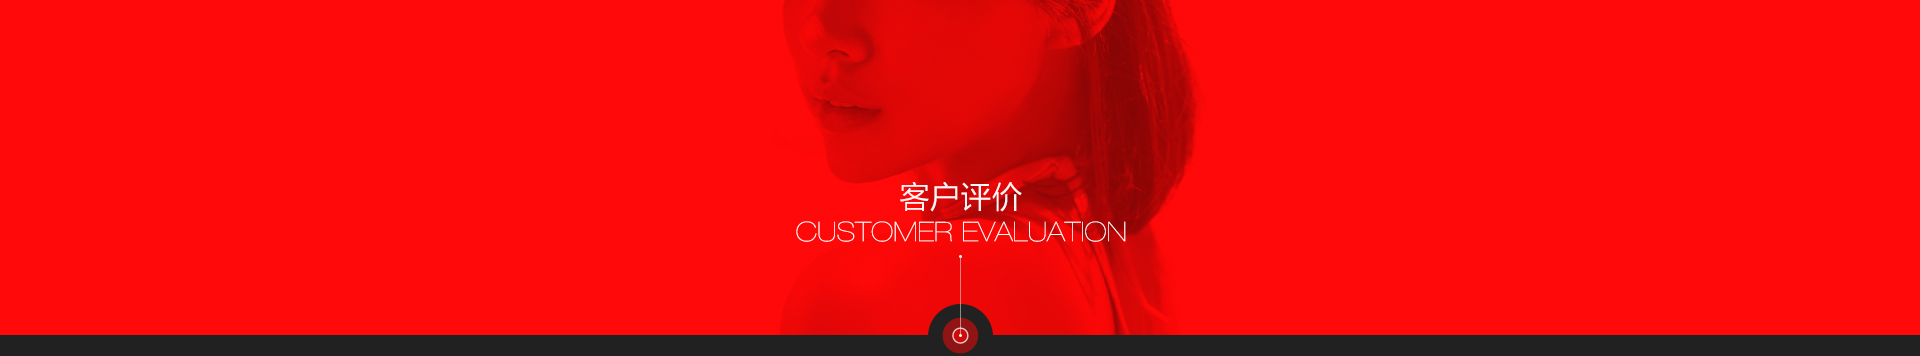 客户评价
CUSTOMER EVALUATION